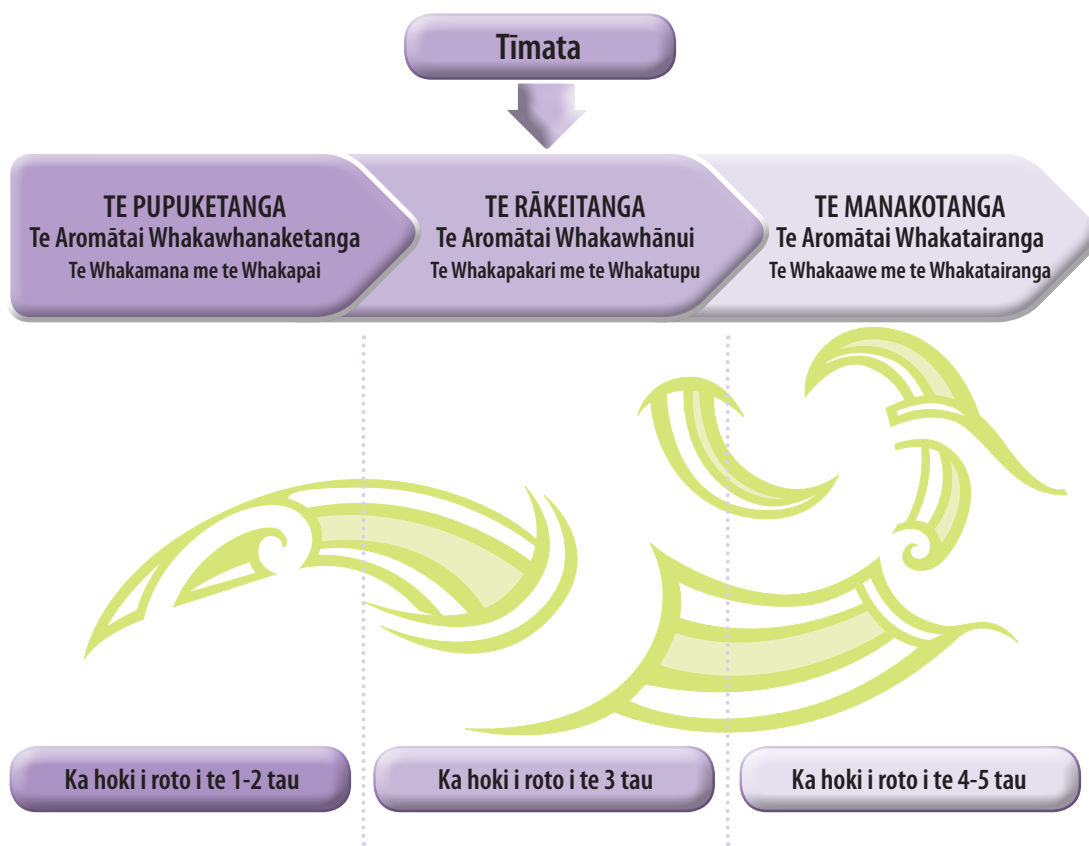 Tīmata
TE PUPUKETANGA
Te Aromātai Whakawhanaketanga
Te Whakamana me te Whakapai
TE RĀKEITANGA
Te Aromātai Whakawhānui
Te Whakapakari me te Whakatupu
TE MANAKOTANGA
Te Aromātai Whakatairanga
Te Whakaawe me te Whakatairanga
Ka hoki i roto i te 1-2 tau
Ka hoki i roto i te 3 tau
Ka hoki i roto i te 4-5 tau